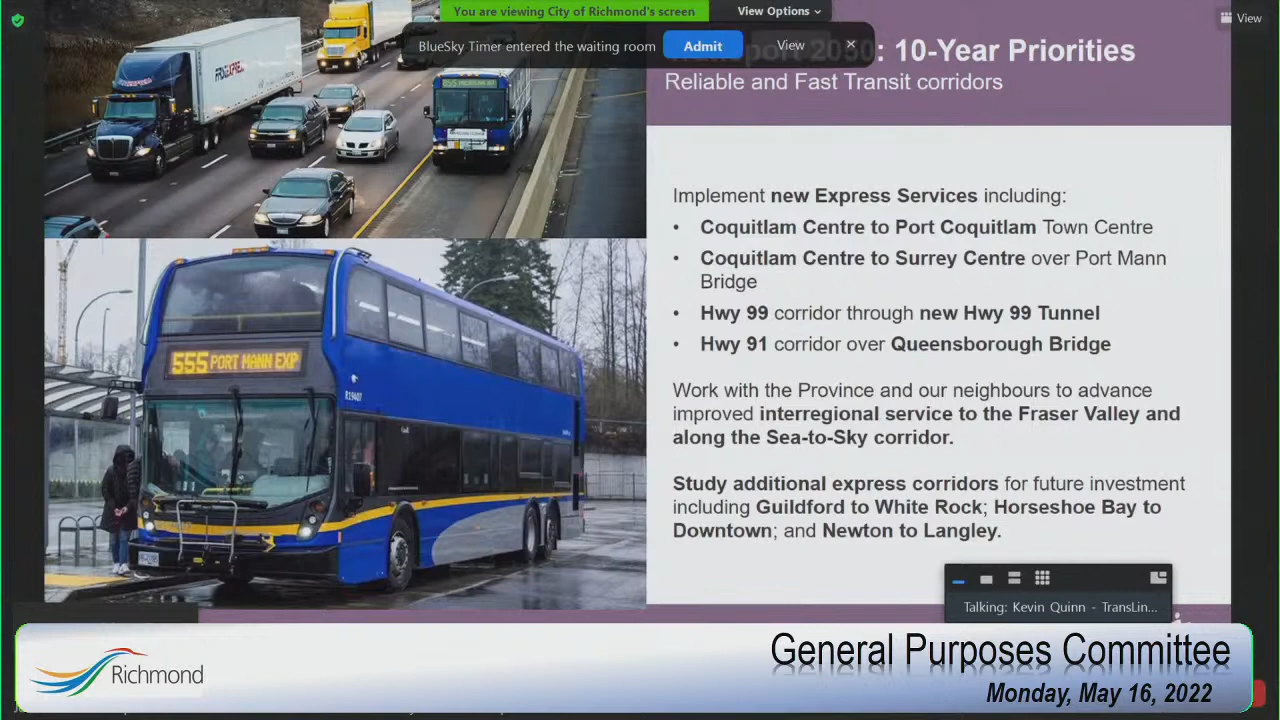 You are viewing City of Richmond's screen
View Options
View
BlueSky Timer entered the waiting room
Admit
View
: 10-Year Priorities
Reliable and Fast Transit corridors
Implement new Express Services including:
• Coquitlam Centre to Port Coquitlam Town Centre
• Coquitlam Centre to Surrey Centre over Port Mann
Bridge
• Hwy 99 corridor through new Hwy 99 Tunnel
• Hwy 91 corridor over Queensborough Bridge
Work with the Province and our neighbours to advance
improved interregional service to the Fraser Valley and
along the Sea-to-Sky corridor.
Study additional express corridors for future investment
including Guildford to White Rock; Horseshoe Bay to
Downtown; and Newton to Langley.
555 PORT MANN EXP
R19407
Talking: Kevin Quinn - TransLin...
Richmond
General Purposes Committee
Monday, May 16, 2022